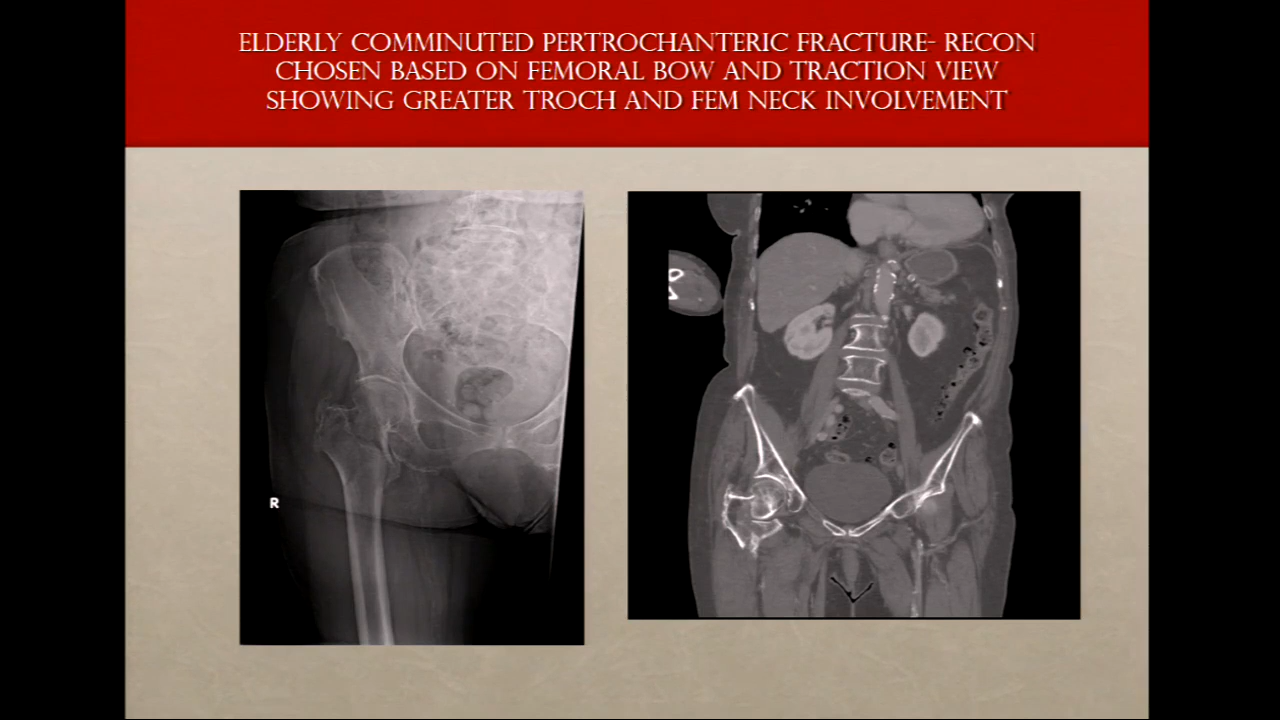 ELDERLY COMMINUTED PERTROCHANTERIC FRACTURE- RECON
CHOSEN BASED ON FEMORAL BOW AND TRACTION VIEW
SHOWING GREATER TROCH AND FEM NECK INVOLVEMENT
R